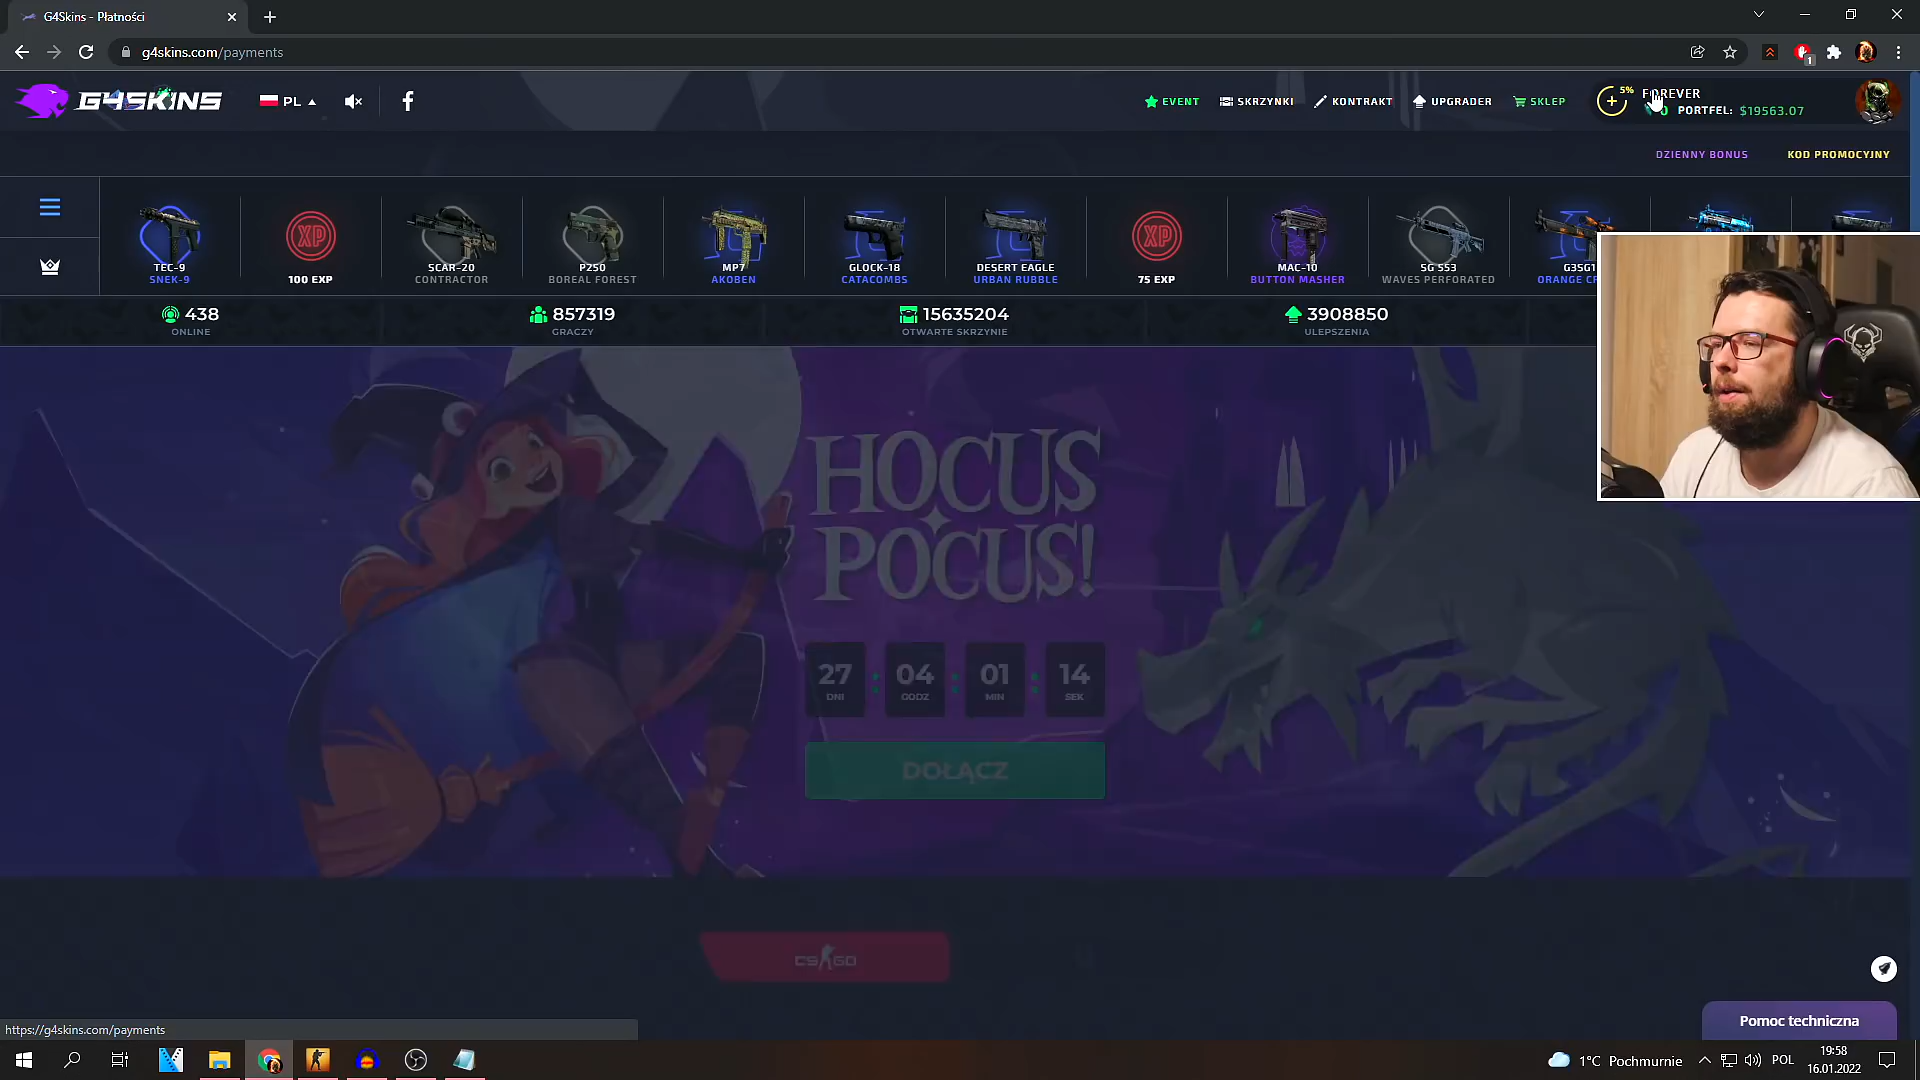 G4Skins - Płatności
g4skins.com/payments
1
G4SKINS
PL
EVENT
SKRZYNKI
KONTRAKT
UPGRADER
SKLEP
5%
FOREVER
0 PORTFEL: $19563.07
DZIENNY BONUS
KOD PROMOCYJNY
TEC-9
SNEK-9
XP
100 EXP
SCAR-20
CONTRACTOR
P250
BOREAL FOREST
MP7
AKOBEN
GLOCK-18
CATACOMBS
DESERT EAGLE
URBAN RUBBLE
XP
75 EXP
MAC-10
BUTTON MASHER
SG 553
WAVES PERFORATED
G3SG1
438
ONLINE
857319
GRACZY
15635204
OTWARTE SKRZYNIE
3908850
ULEPSZENIA
HOCUS
POCUS!
27 : 04 : 01 : 14
DNI GODZ MIN SEK
DOŁĄCZ
CS GO
Pomoc techniczna
https://g4skins.com/payments
1°C Pochmurnie
POL
19:58
16.01.2022